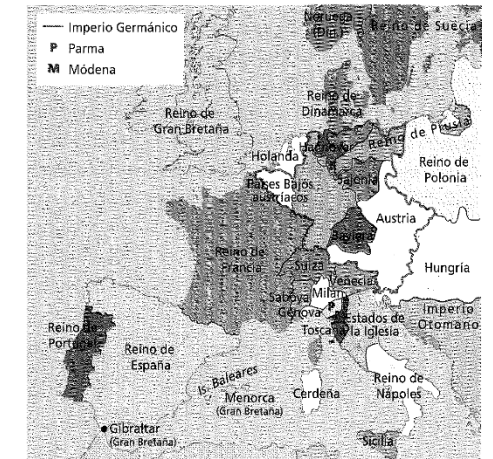 Imperio Germánico
P Parma
M Módena
Noruega
(Din.)
Reino de Suecia
Reino de
Dinamarca
Reino de
Gran Bretaña
Hannover
Reino de Prusia
Holanda
Países Bajos
austríacos
Sajonia
Reino de
Polonia
Austria
Baviera
Reino de
Francia
Hungría
Suiza
Venecia
Milán
Saboya
Génova
P
M
Toscana
Estados de
la Iglesia
Imperio
Otomano
Reino de
Portugal
Reino de
España
Is. Baleares
Menorca
(Gran Bretaña)
Cerdeña
Reino de
Nápoles
Gibraltar
(Gran Bretaña)
Sicilia